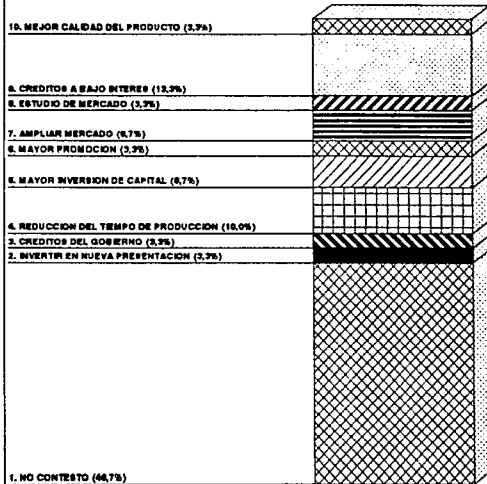 10. MEJOR CALIDAD DEL PRODUCTO (3,3%)
9. CREDITOS A BAJO INTERES (13,3%)
8. ESTUDIO DE MERCADO (3,3%)
7. AMPLIAR MERCADO (6,7%)
6. MAYOR PROMOCION (3,3%)
5. MAYOR INVERSION DE CAPITAL (6,7%)
4. REDUCCION DEL TIEMPO DE PRODUCCION (10,0%)
3. CREDITOS DEL GOBIERNO (3,3%)
2. INVERTIR EN NUEVA PRESENTACION (3,3%)
1. NO CONTESTO (46,7%)